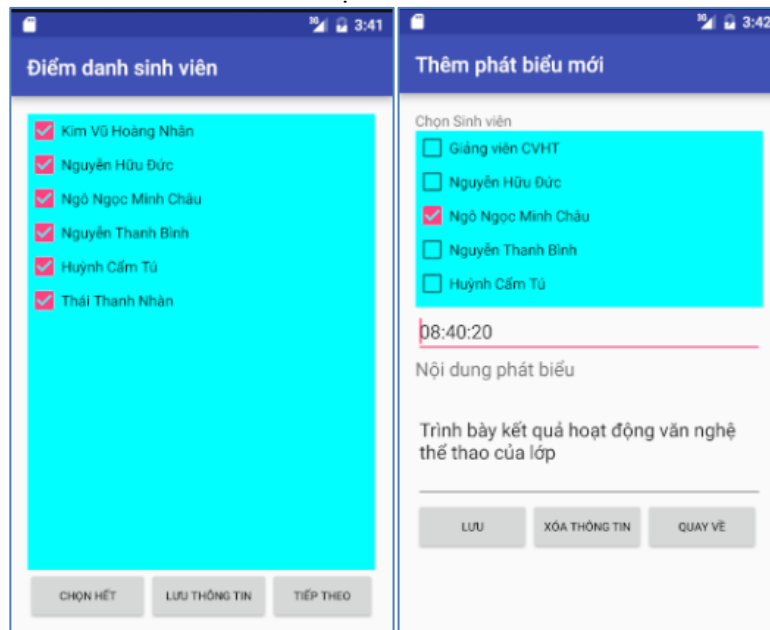 3G 3:41
Điểm danh sinh viên
Kim Vũ Hoàng Nhân
Nguyễn Hữu Đức
Ngô Ngọc Minh Châu
Nguyễn Thanh Bình
Huỳnh Cẩm Tú
Thái Thanh Nhàn
CHỌN HẾT
LƯU THÔNG TIN
TIẾP THEO
3G 3:42
Thêm phát biểu mới
Chọn Sinh viên
Giảng viên CVHT
Nguyễn Hữu Đức
Ngô Ngọc Minh Châu
Nguyễn Thanh Bình
Huỳnh Cẩm Tú
08:40:20
Nội dung phát biểu
Trình bày kết quả hoạt động văn nghệ
thể thao của lớp
LƯU
XÓA THÔNG TIN
QUAY VỀ